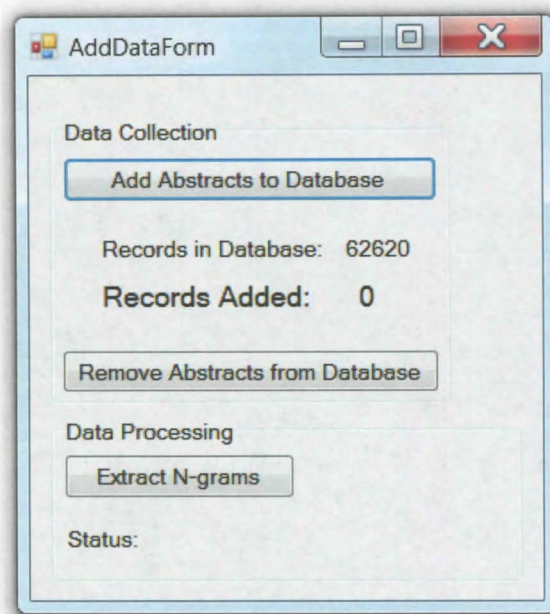 AddDataForm
Data Collection
Add Abstracts to Database
Records in Database: 62620
Records Added: 0
Remove Abstracts from Database
Data Processing
Extract N-grams
Status: